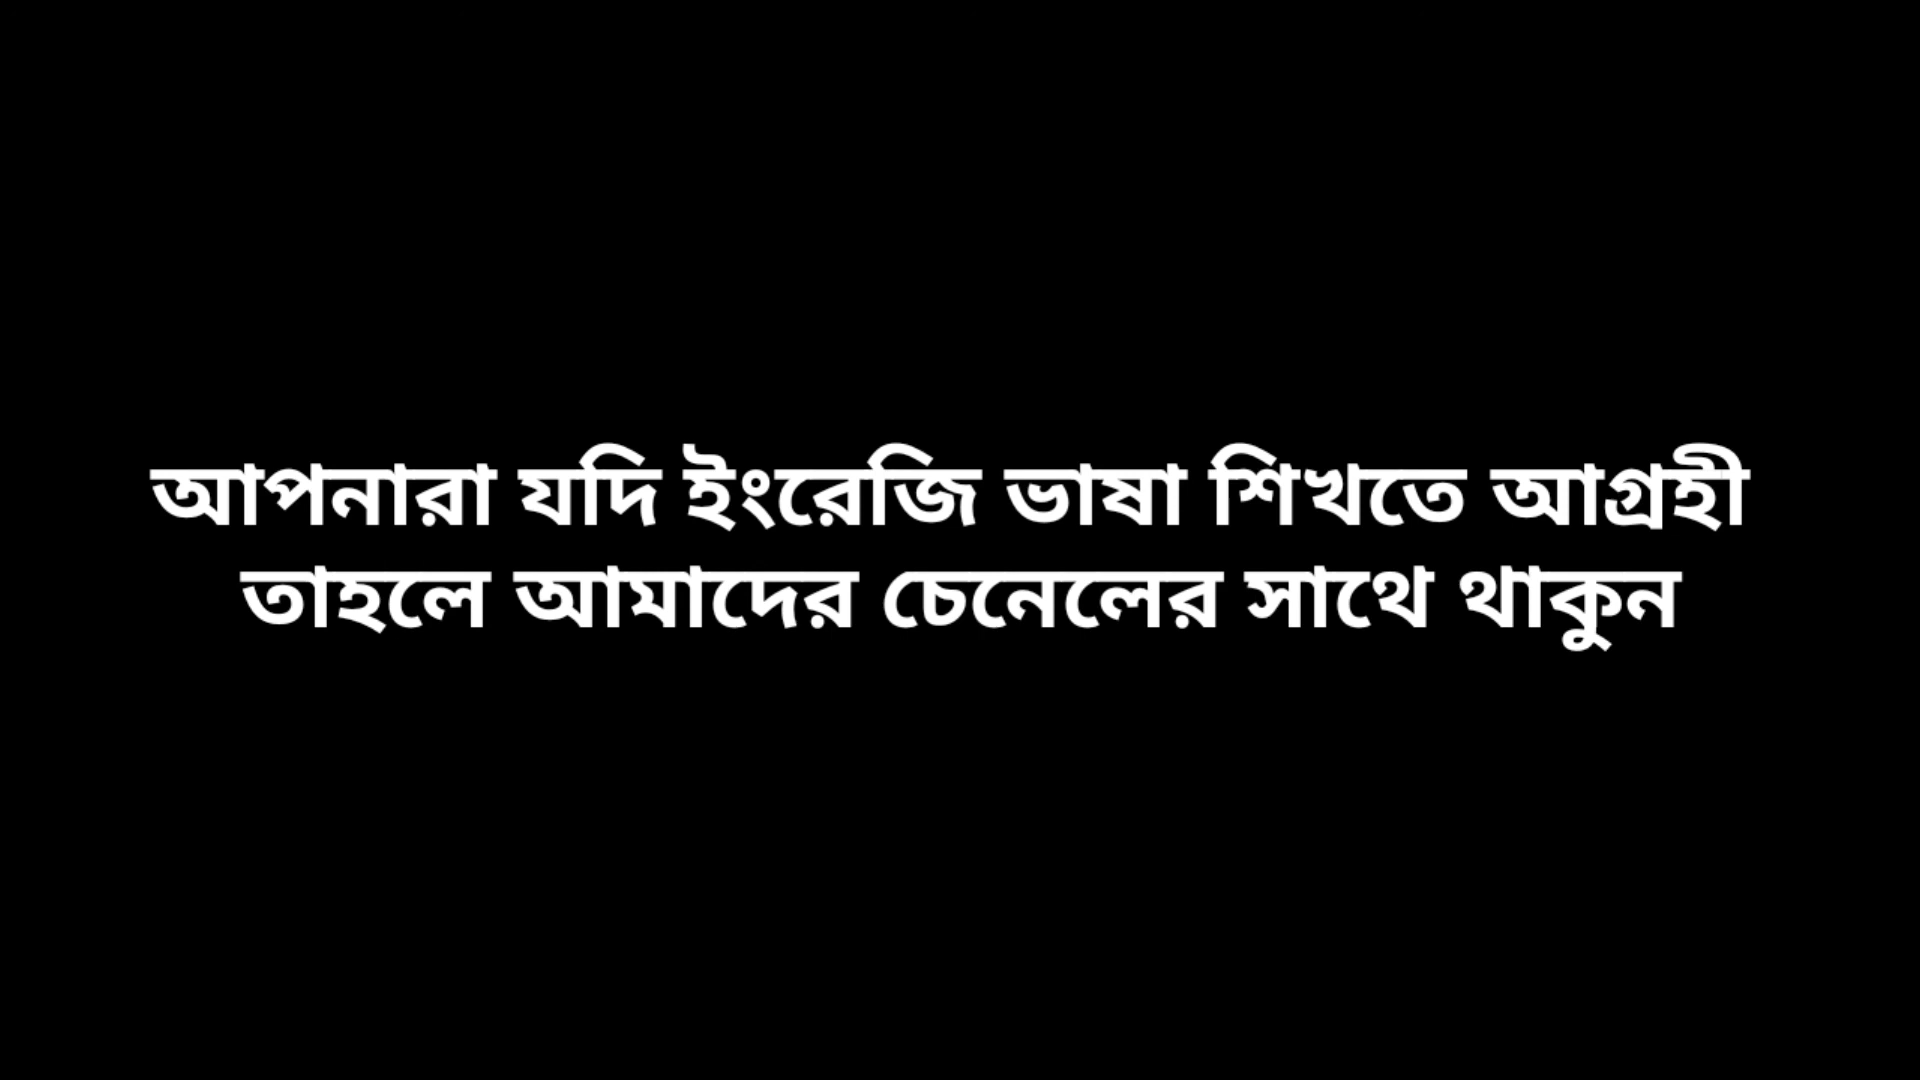 আপনারা যদি ইংরেজি ভাষা শিখতে আগ্রহী
তাহলে আমাদের চেনেলের সাথে থাকুন